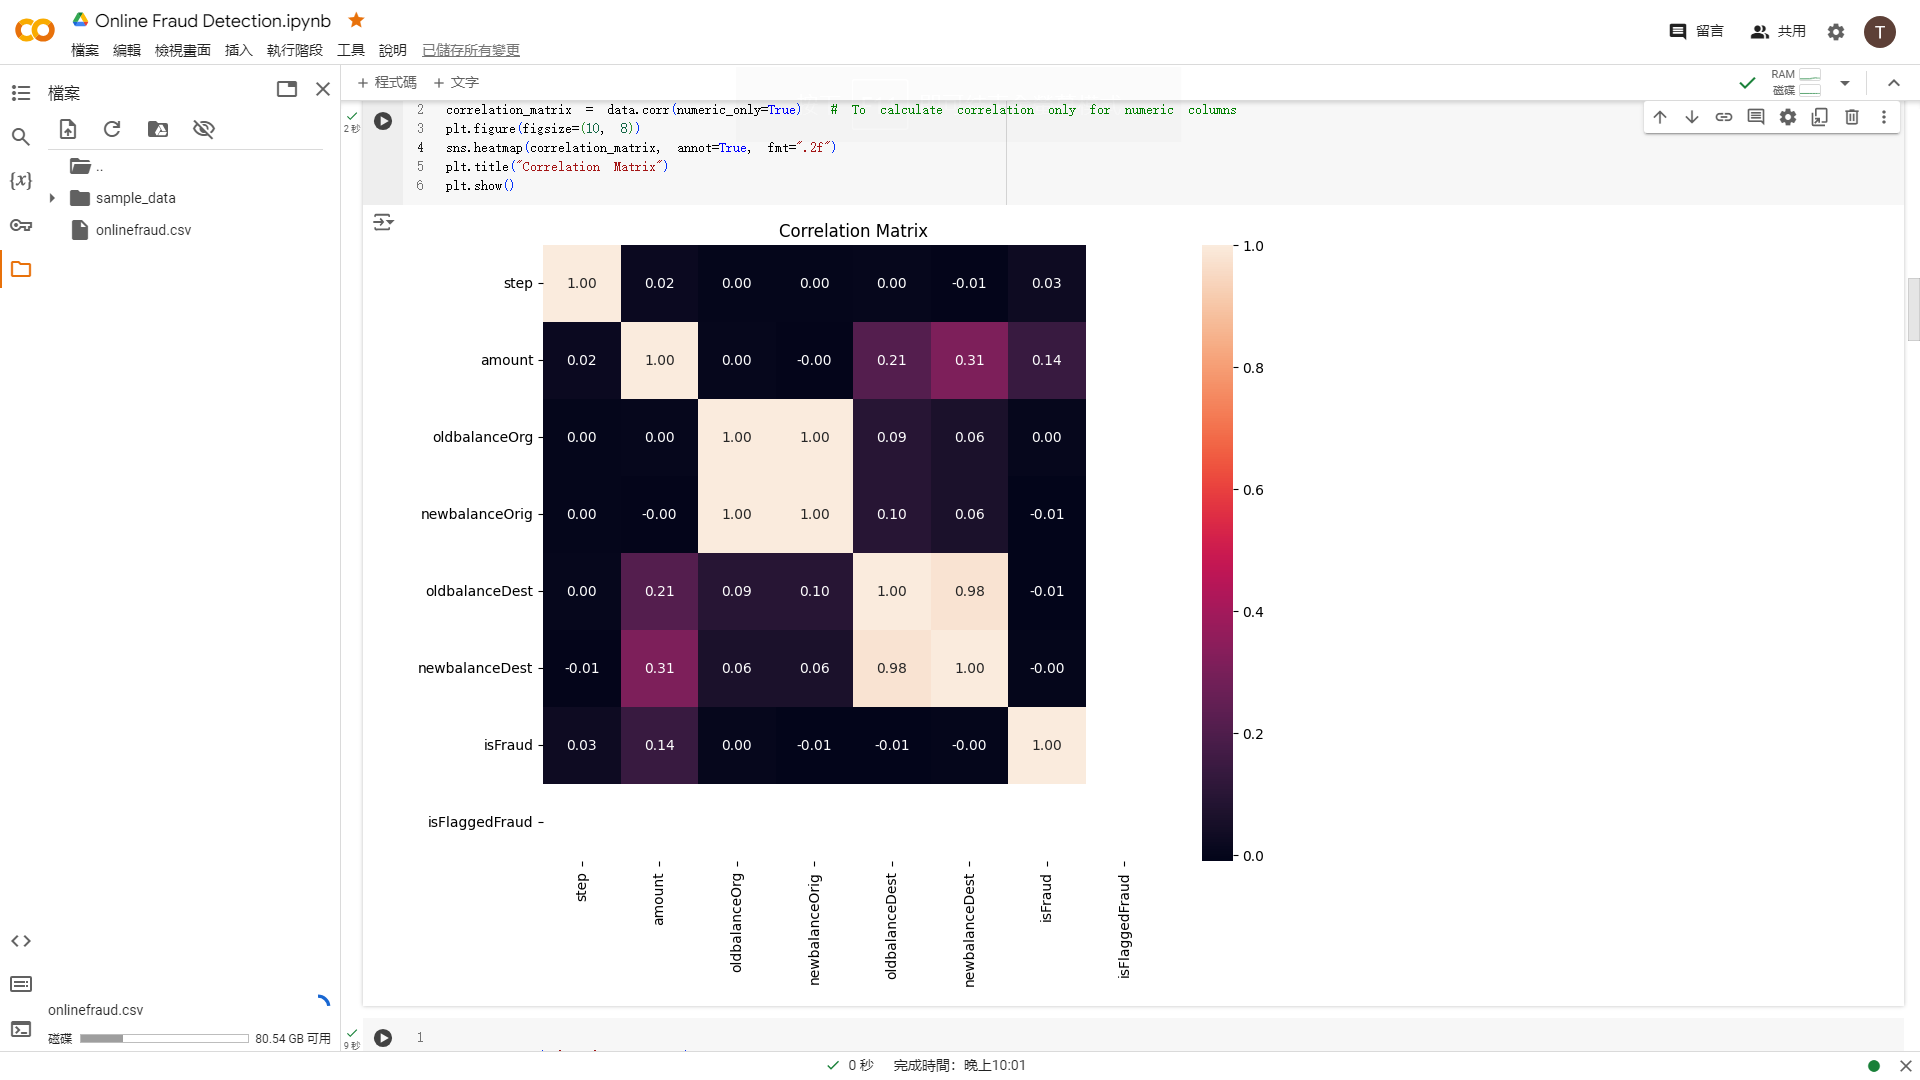 Online Fraud Detection.ipynb
檔案 編輯 檢視畫面 插入 執行階段 工具 說明 已儲存所有變更
留言 共用 T
檔案
+ 程式碼 + 文字
RAM
磁碟
..
sample_data
onlinefraud.csv
{x}
2 秒
2 correlation_matrix = data.corr(numeric_only=True) # To calculate correlation only for numeric columns
3 plt.figure(figsize=(10, 8))
4 sns.heatmap(correlation_matrix, annot=True, fmt=".2f")
5 plt.title("Correlation Matrix")
6 plt.show()
Correlation Matrix
step 1.00 0.02 0.00 0.00 0.00 -0.01 0.03
amount 0.02 1.00 0.00 -0.00 0.21 0.31 0.14
oldbalanceOrg 0.00 0.00 1.00 1.00 0.09 0.06 0.00
newbalanceOrig 0.00 -0.00 1.00 1.00 0.10 0.06 -0.01
oldbalanceDest 0.00 0.21 0.09 0.10 1.00 0.98 -0.01
newbalanceDest -0.01 0.31 0.06 0.06 0.98 1.00 -0.00
isFraud 0.03 0.14 0.00 -0.01 -0.01 -0.00 1.00
isFlaggedFraud
step amount oldbalanceOrg newbalanceOrig oldbalanceDest newbalanceDest isFraud isFlaggedFraud
1.0
0.8
0.6
0.4
0.2
0.0
onlinefraud.csv
磁碟 80.54 GB 可用
9 秒
1
0 秒 完成時間：晚上10:01